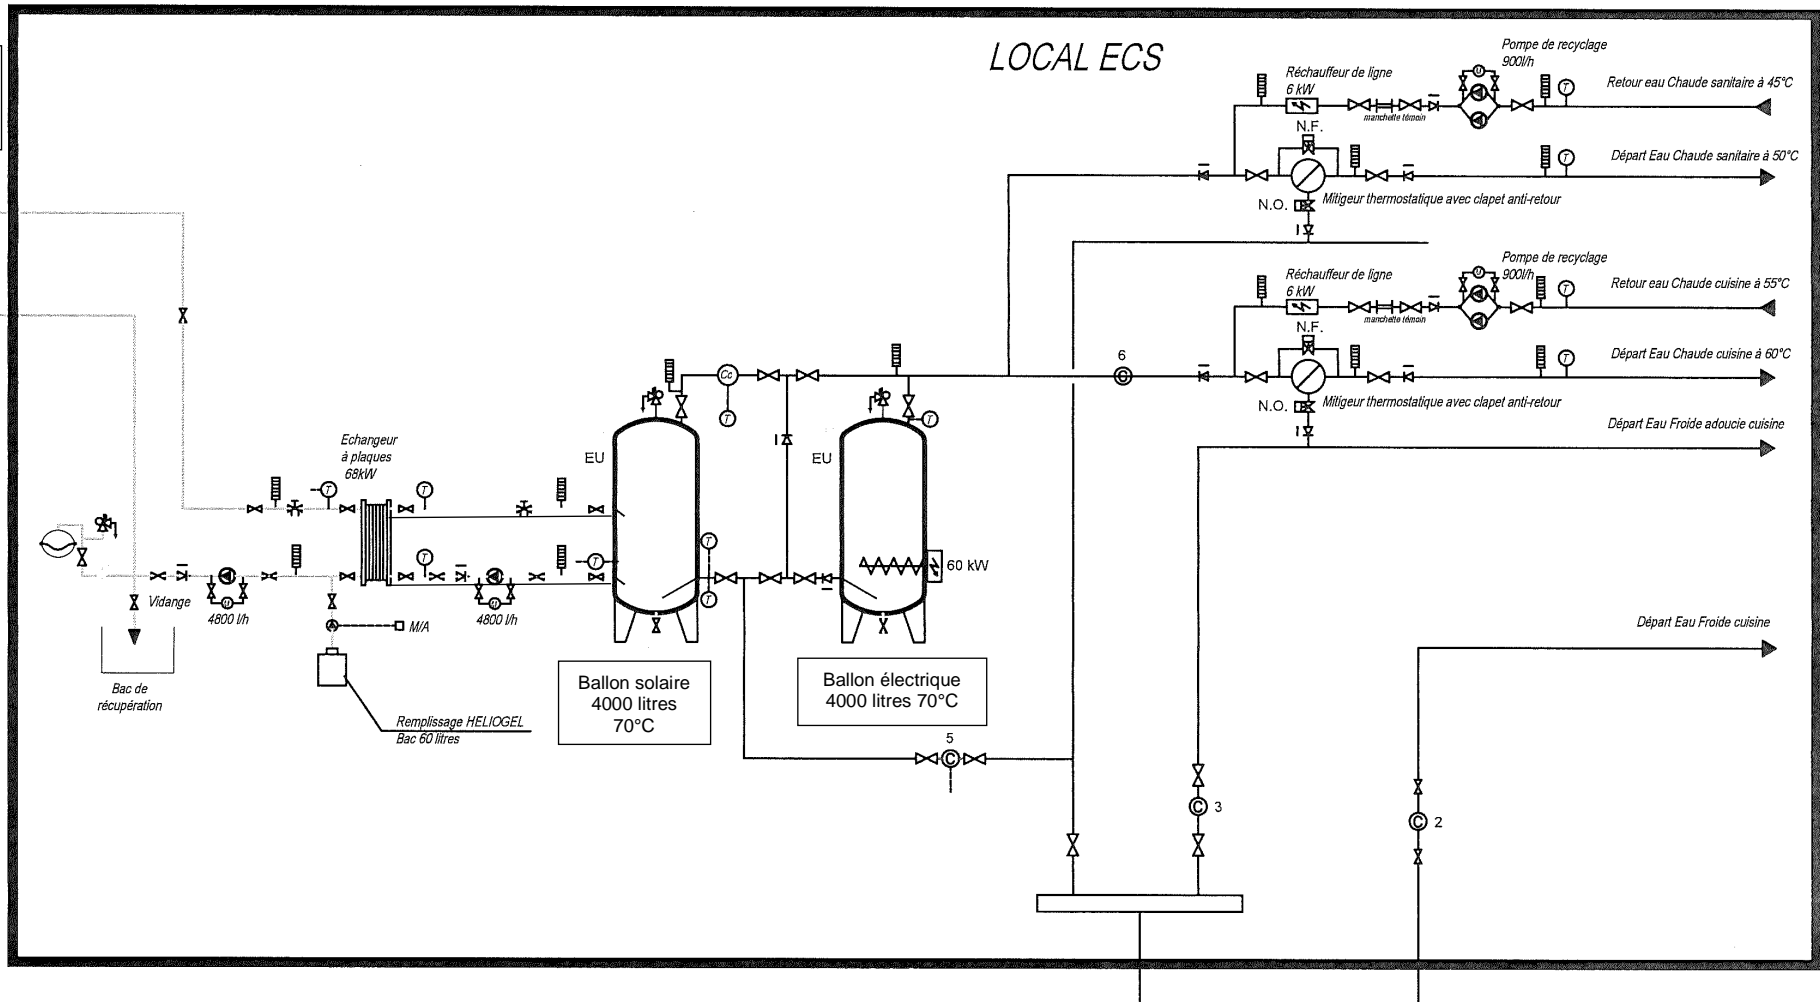 LOCAL ECS
Pompe de recyclage
900l/h
U
Réchauffeur de ligne
6 kW
T
Retour eau Chaude sanitaire à 45°C
manchette témoin
N.F.
T
Départ Eau Chaude sanitaire à 50°C
N.O.
Mitigeur thermostatique avec clapet anti-retour
Pompe de recyclage
900l/h
U
Réchauffeur de ligne
6 kW
T
Retour eau Chaude cuisine à 55°C
manchette témoin
N.F.
T
Départ Eau Chaude cuisine à 60°C
6
C
N.O.
Mitigeur thermostatique avec clapet anti-retour
Départ Eau Froide adoucie cuisine
Cc
T
T
EU
EU
Echangeur
à plaques
68kW
T
T
T
T
T
T
60 kW
Vidange
U
4800 l/h
U
4800 l/h
M/A
Départ Eau Froide cuisine
Bac de
récupération
Remplissage HELIOGEL
Bac 60 litres
Ballon solaire
4000 litres
70°C
Ballon électrique
4000 litres 70°C
5
C
C 3
C 2